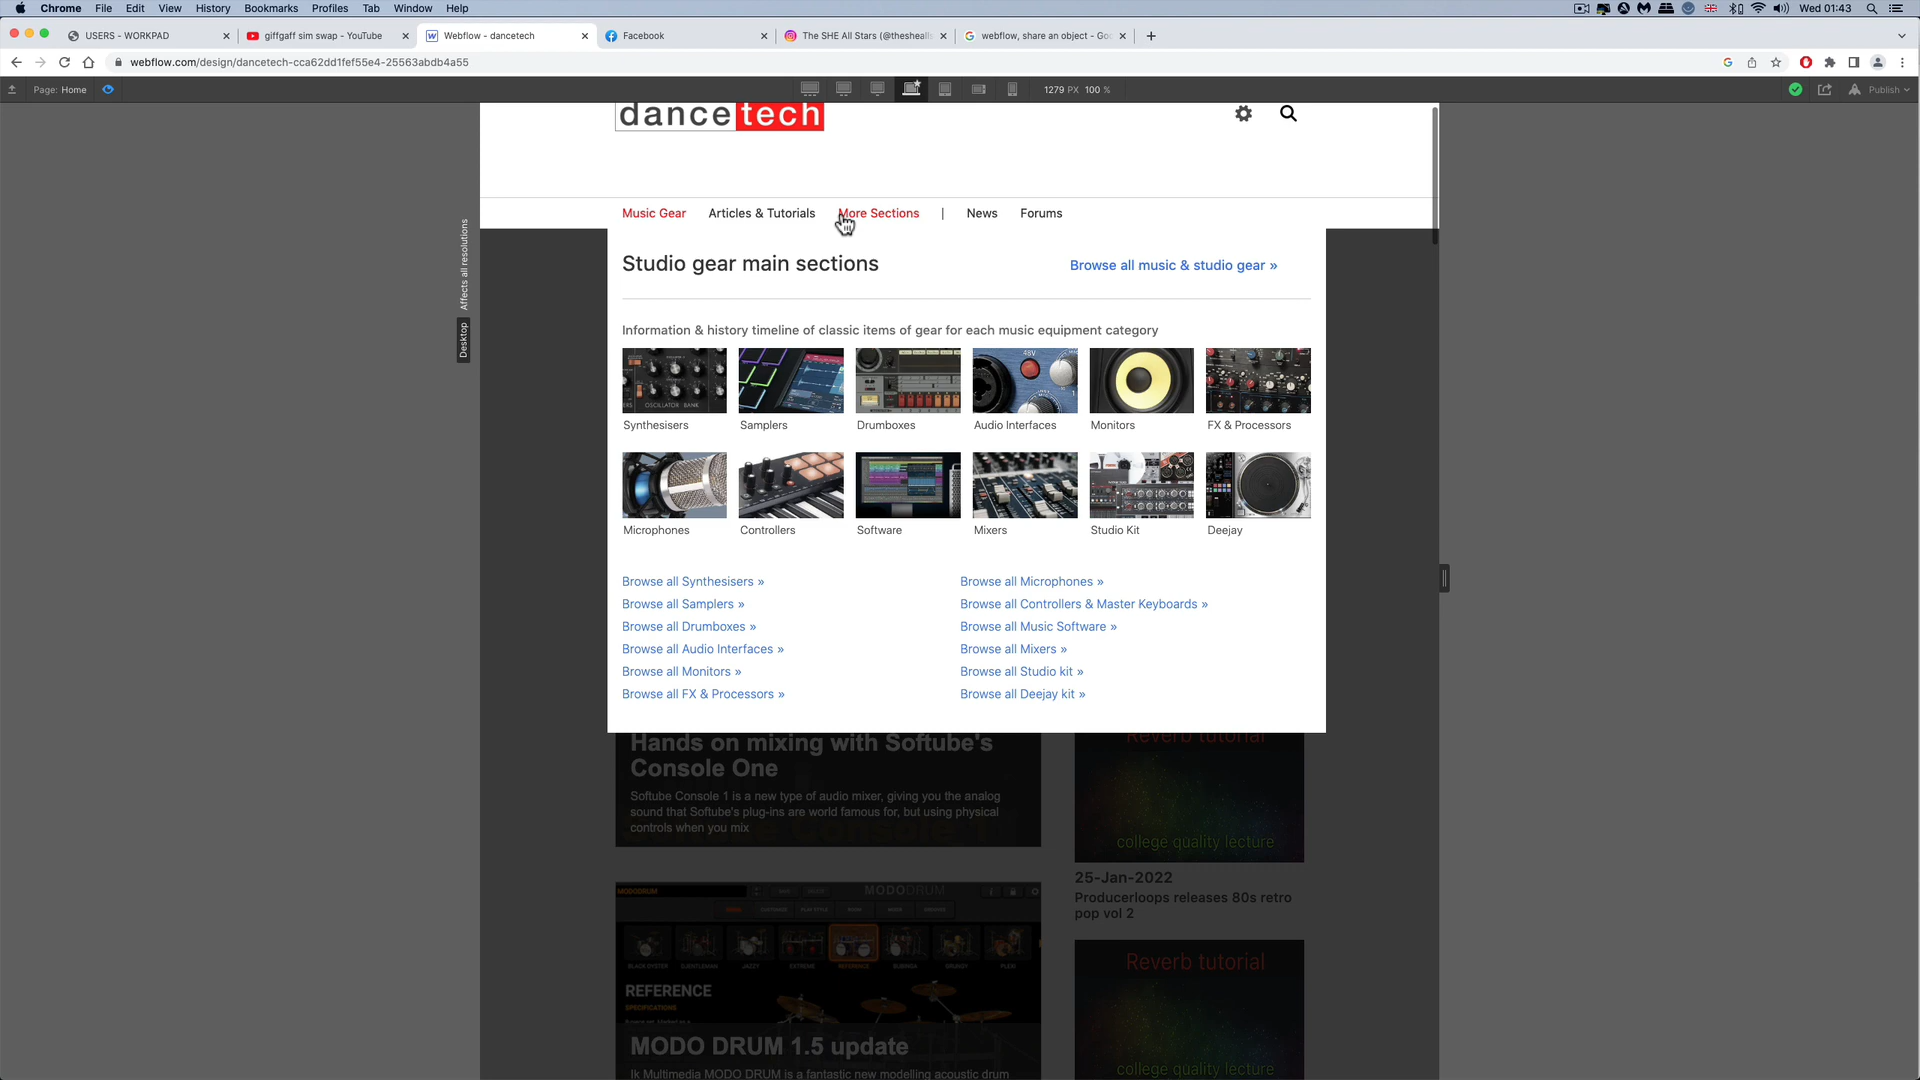 Chrome File Edit View History Bookmarks Profiles Tab Window Help Wed 01:43
USERS - WORKPAD giffgaff sim swap - YouTube Webflow - dancetech Facebook The SHE All Stars (@thesheall webflow, share an object - Goo
webflow.com/design/dancetech-cca62dd1fef55e4-25563abdb4a55
Page: Home 1279 PX 100 % Publish
dancetech
Music Gear Articles & Tutorials More Sections | News Forums
Affects all resolutions
Desktop
Studio gear main sections Browse all music & studio gear »
Information & history timeline of classic items of gear for each music equipment category
OSCILLATOR BANK
48V
Synthesisers Samplers Drumboxes Audio Interfaces Monitors FX & Processors
Microphones Controllers Software Mixers Studio Kit Deejay
Browse all Synthesisers » Browse all Microphones »
Browse all Samplers » Browse all Controllers & Master Keyboards »
Browse all Drumboxes » Browse all Music Software »
Browse all Audio Interfaces » Browse all Mixers »
Browse all Monitors » Browse all Studio kit »
Browse all FX & Processors » Browse all Deejay kit »
Hands on mixing with Softube's
Console One
Softube Console 1 is a new type of audio mixer, giving you the analog
sound that Softube's plug-ins are world famous for, but using physical
controls when you mix
Reverb tutorial
college quality lecture
25-Jan-2022
Producerloops releases 80s retro
pop vol 2
MODODRUM MODODRUM
BLACK OYSTER GENTLEMAN JAZZY EXTREME REFERENCE BUBINGA GRUNGY PLEXI
REFERENCE
SPECIFICATIONS
MODO DRUM 1.5 update
Ik Multimedia MODO DRUM is a fantastic new modelling acoustic drum
Reverb tutorial
college quality lecture